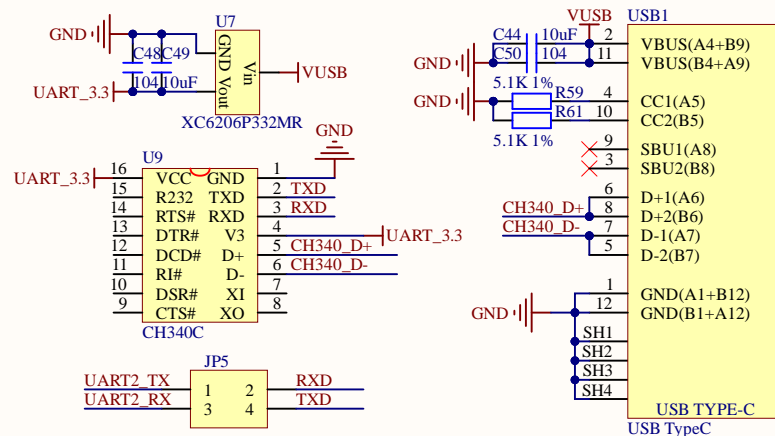 U7
GND
C48 C49
104 10uF
UART_3.3
GND Vout
Vin
VUSB
XC6206P332MR
GND
U9
UART_3.3
16 VCC GND 1
15 R232 TXD 2 TXD
14 RTS# RXD 3 RXD
13 DTR# V3 4 UART_3.3
12 DCD# D+ 5 CH340_D+
11 RI# D- 6 CH340_D-
10 DSR# XI 7
9 CTS# XO 8
CH340C
JP5
UART2_TX 1 2 RXD
UART2_RX 3 4 TXD
VUSB USB1
C44 10uF 2 VBUS(A4+B9)
GND C50 104 11 VBUS(B4+A9)
5.1K 1%
GND R59 4 CC1(A5)
R61 10 CC2(B5)
5.1K 1%
9 SBU1(A8)
3 SBU2(B8)
6 D+1(A6)
CH340_D+ 8 D+2(B6)
CH340_D- 7 D-1(A7)
5 D-2(B7)
1 GND(A1+B12)
GND 12 GND(B1+A12)
SH1
SH2
SH3
SH4
USB TYPE-C
USB TypeC